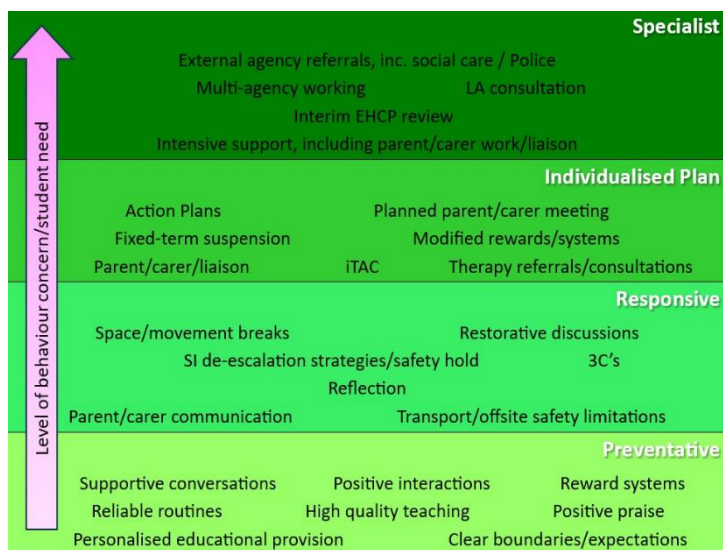 Specialist
External agency referrals, inc. social care / Police
Multi-agency working LA consultation
Interim EHCP review
Intensive support, including parent/carer work/liaison
Individualised Plan
Action Plans Planned parent/carer meeting
Fixed-term suspension Modified rewards/systems
Parent/carer/liaison iTAC Therapy referrals/consultations
Responsive
Space/movement breaks Restorative discussions
SI de-escalation strategies/safety hold 3C's
Reflection
Parent/carer communication Transport/offsite safety limitations
Preventative
Supportive conversations Positive interactions Reward systems
Reliable routines High quality teaching Positive praise
Personalised educational provision Clear boundaries/expectations
Level of behaviour concern/student need